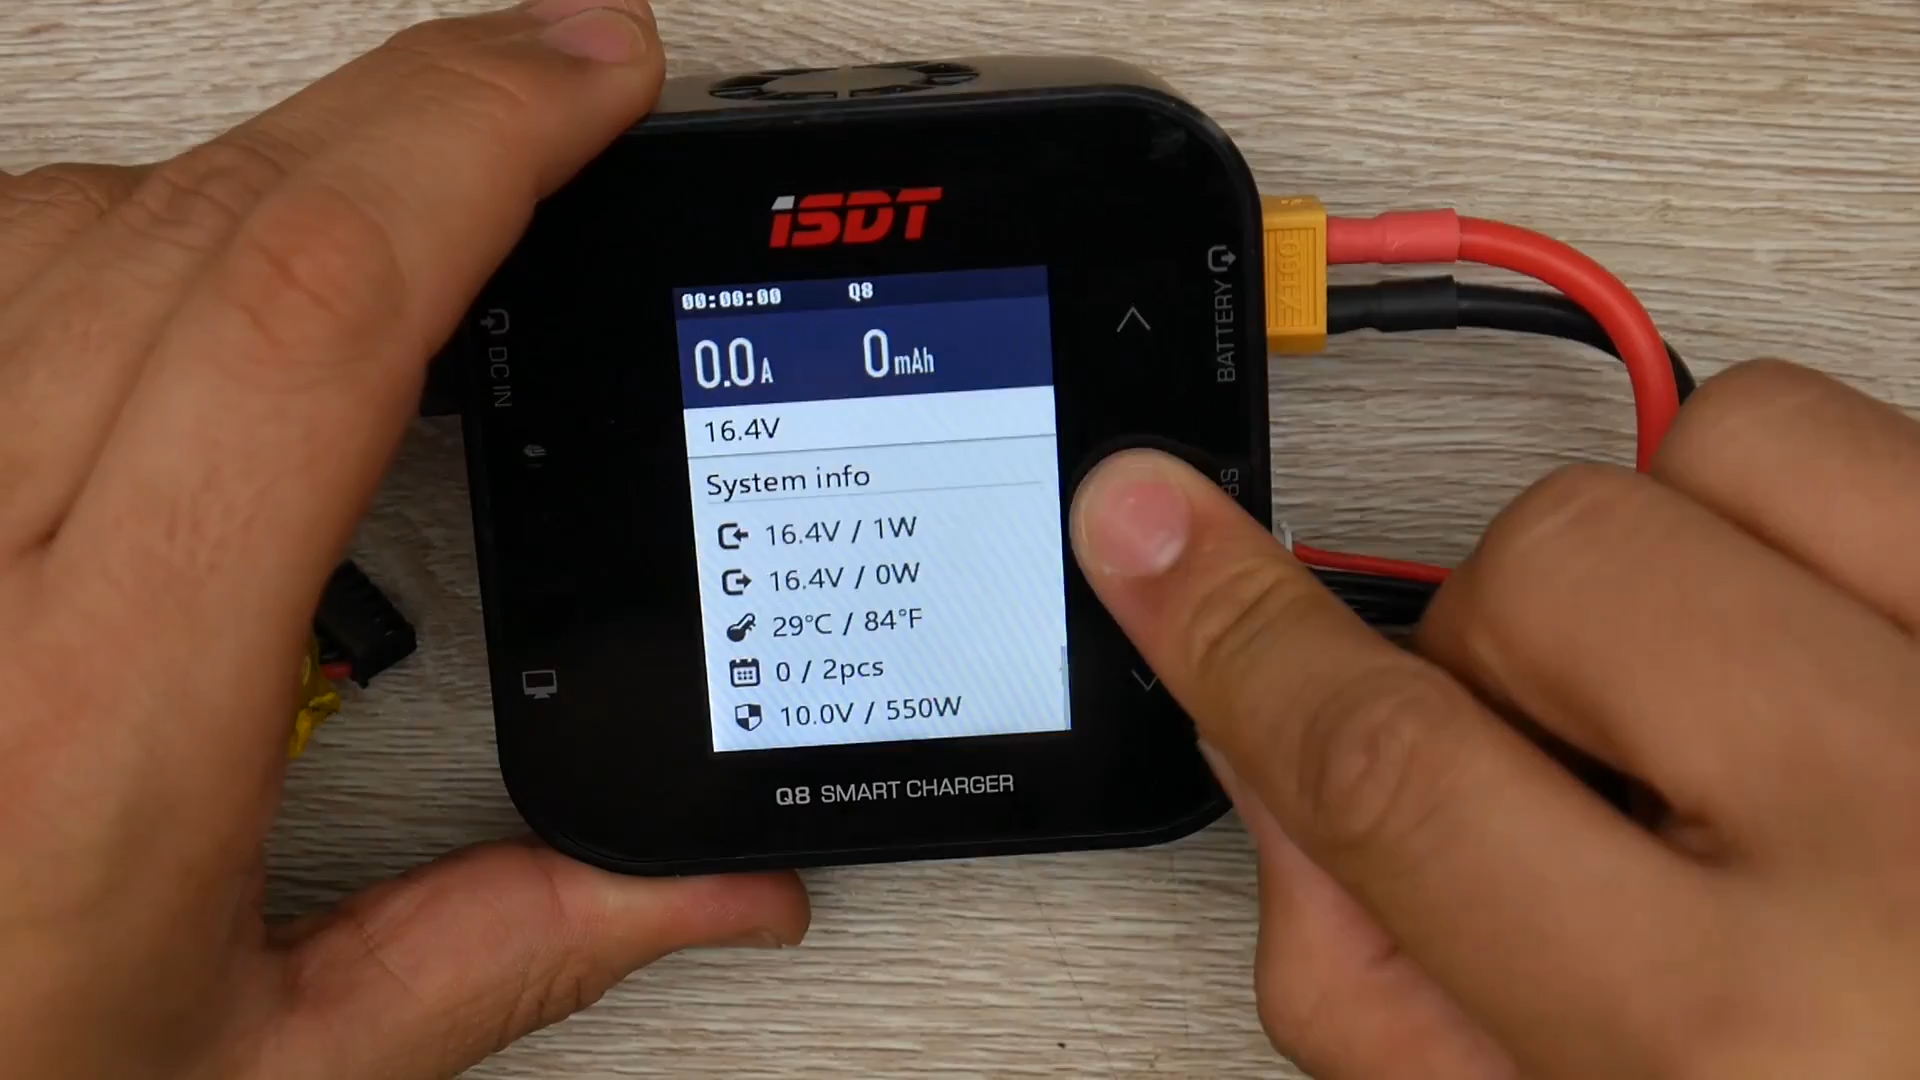 iSDT
00:00:00 Q8
0.0A 0mAh
16.4V
System info
16.4V / 1W
16.4V / 0W
29°C / 84°F
0 / 2pcs
10.0V / 550W
Q8 SMART CHARGER
DC IN
BATTERY
XT60